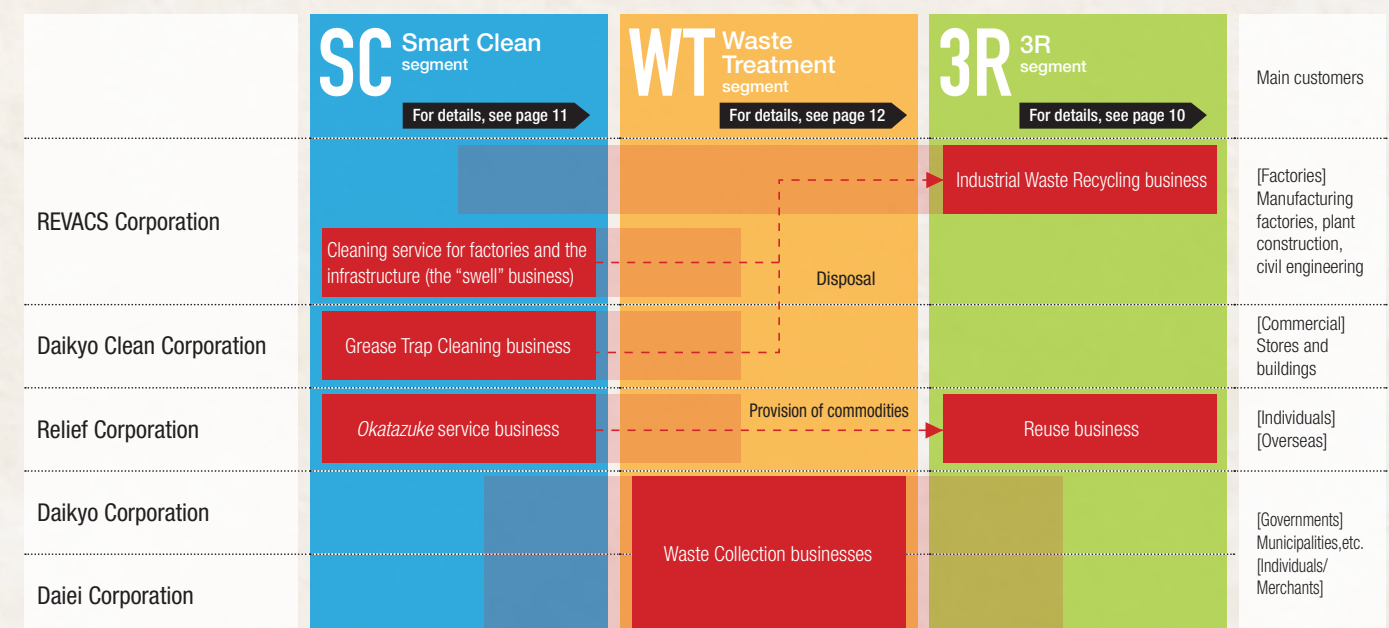 SC Smart Clean
segment
For details, see page 11
WT Waste
Treatment
segment
For details, see page 12
3R 3R
segment
For details, see page 10
Main customers
REVACS Corporation
Industrial Waste Recycling business
Cleaning service for factories and the
infrastructure (the “swell” business)
Disposal
[Factories]
Manufacturing
factories, plant
construction,
civil engineering
Daikyo Clean Corporation
Grease Trap Cleaning business
[Commercial]
Stores and
buildings
Relief Corporation
Okatazuke service business
Provision of commodities
Reuse business
[Individuals]
[Overseas]
Daikyo Corporation
Daiei Corporation
Waste Collection businesses
[Governments]
Municipalities,etc.
[Individuals/
Merchants]